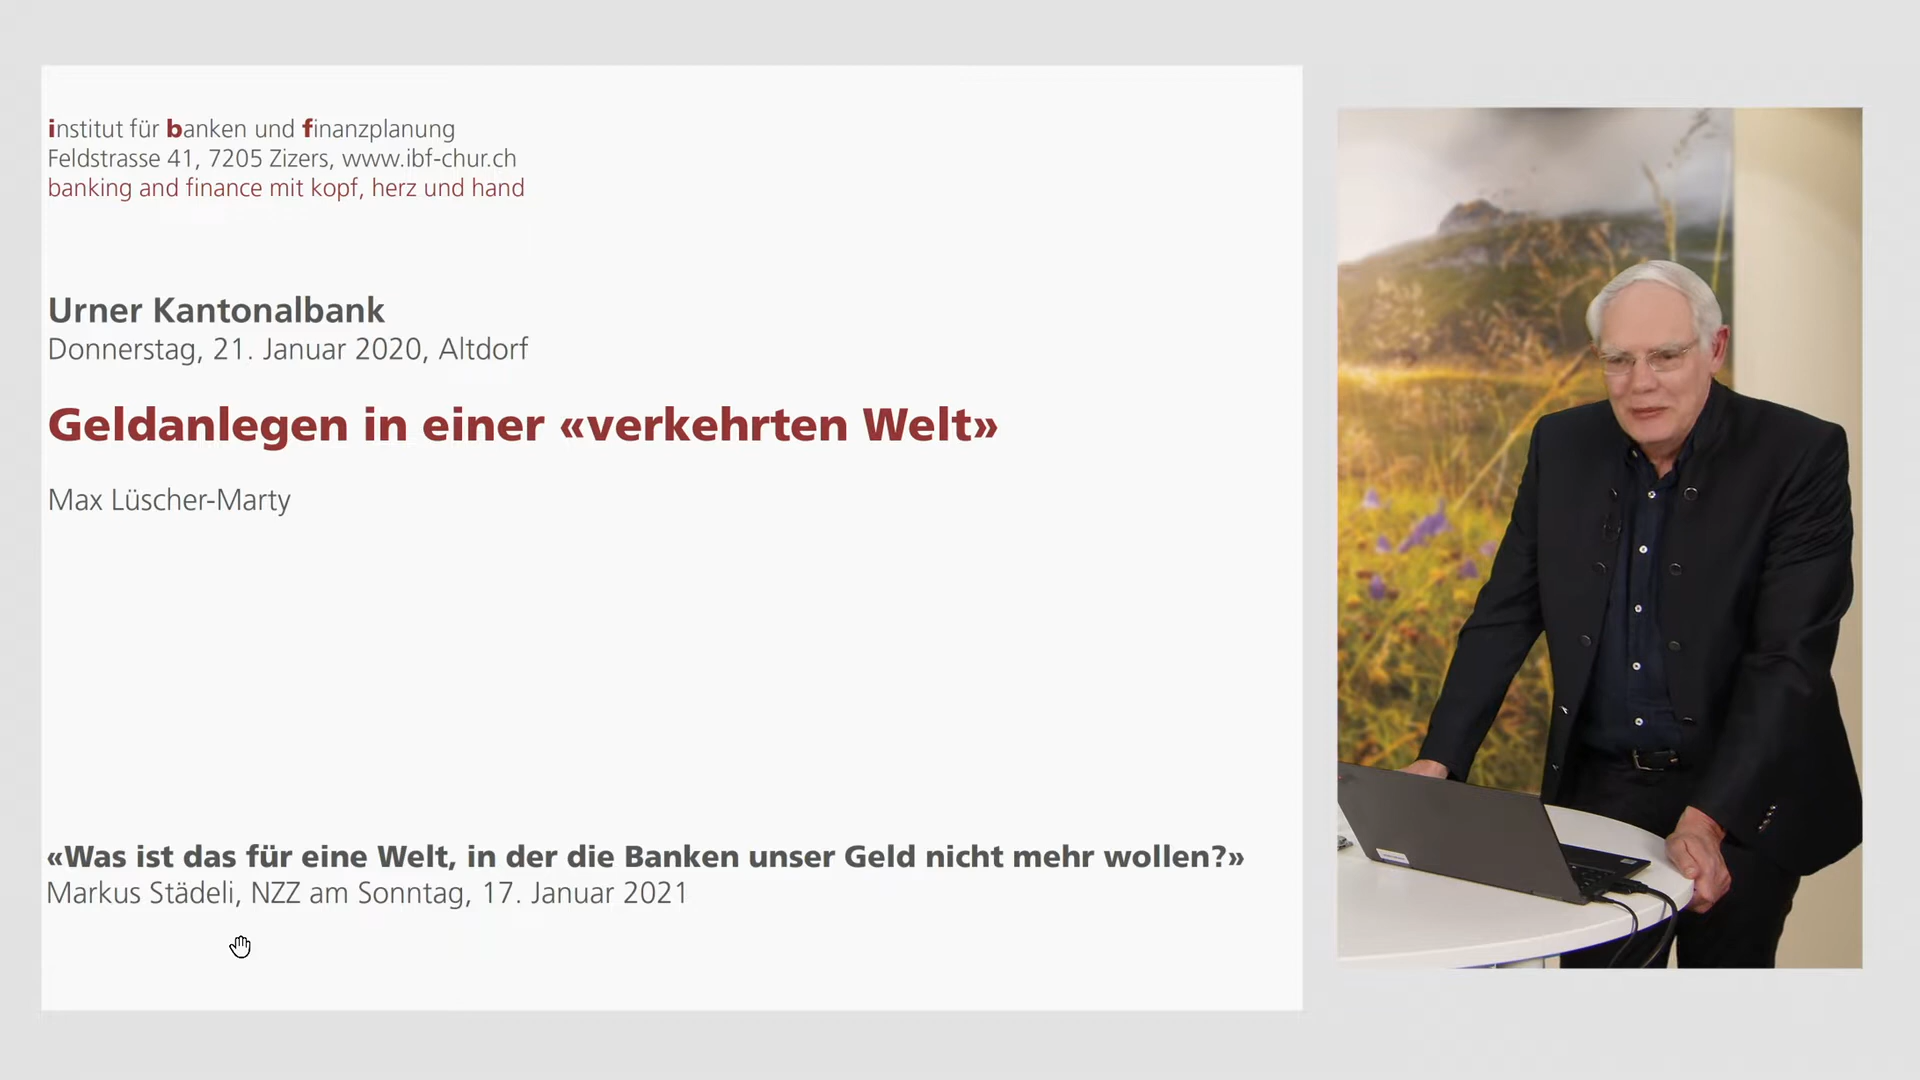 institut für banken und finanzplanung
Feldstrasse 41, 7205 Zizers, www.ibf-chur.ch
banking and finance mit kopf, herz und hand
Urner Kantonalbank
Donnerstag, 21. Januar 2020, Altdorf
Geldanlegen in einer «verkehrten Welt»
Max Lüscher-Marty
«Was ist das für eine Welt, in der die Banken unser Geld nicht mehr wollen?»
Markus Städeli, NZZ am Sonntag, 17. Januar 2021